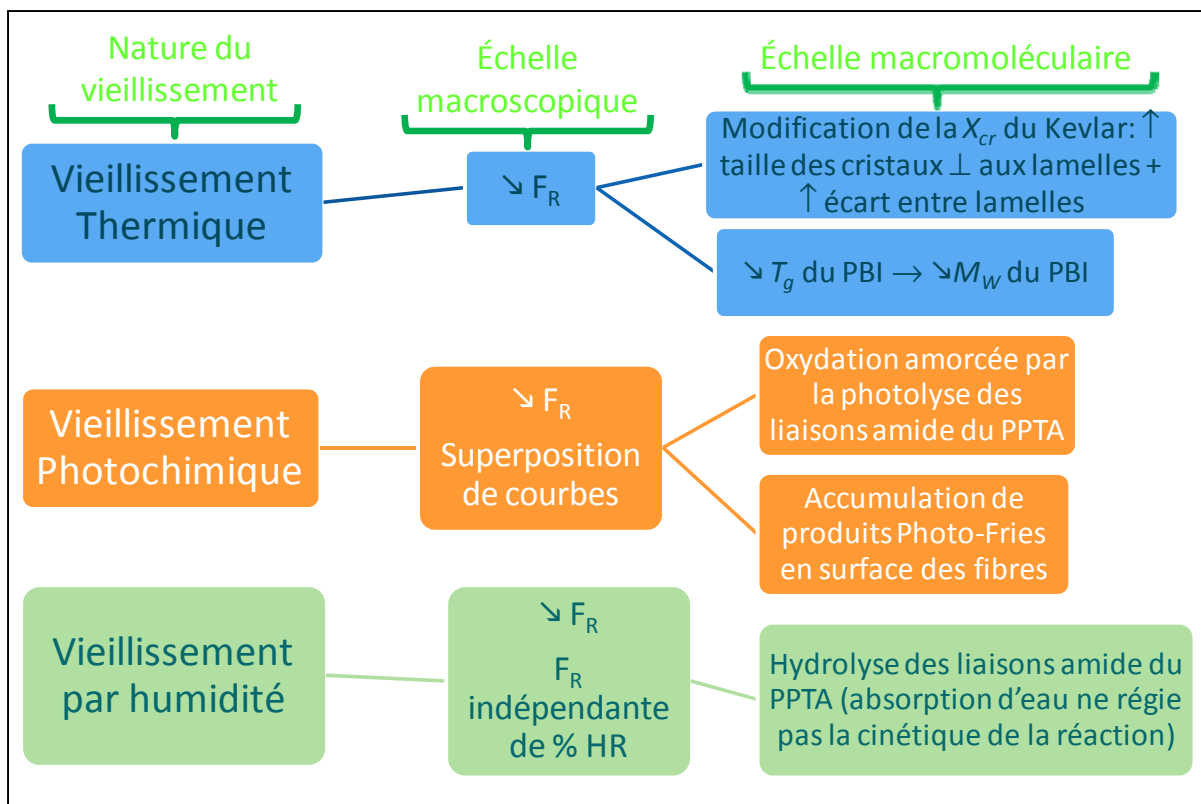 Nature du
vieillissement
Échelle
macroscopique
Échelle macromoléculaire
Vieillissement
Thermique
↘ F_R
Modification de la X_cr du Kevlar: ↑
taille des cristaux ⊥ aux lamelles +
↑ écart entre lamelles
↘ T_g du PBI → ↘M_W du PBI
Vieillissement
Photochimique
↘ F_R
Superposition
de courbes
Oxydation amorcée par
la photolyse des
liaisons amide du PPTA
Accumulation de
produits Photo-Fries
en surface des fibres
Vieillissement
par humidité
↘ F_R
F_R
indépendante
de % HR
Hydrolyse des liaisons amide du
PPTA (absorption d'eau ne régie
pas la cinétique de la réaction)